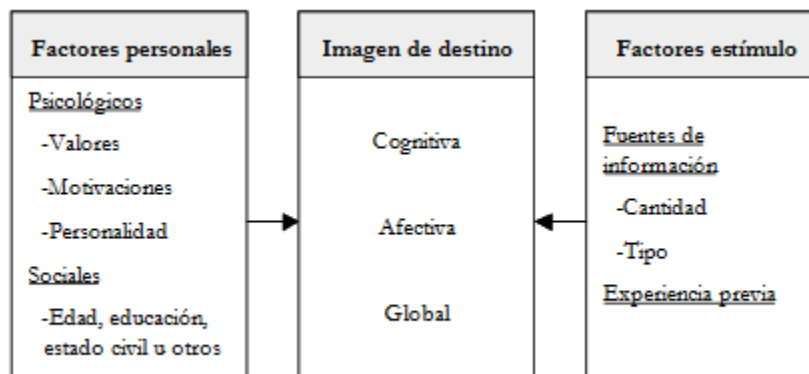 Factores personales
Psicológicos
-Valores
-Motivaciones
-Personalidad
Sociales
-Edad, educación,
estado civil u otros
Imagen de destino
Cognitiva
Afectiva
Global
Factores estímulo
Fuentes de
información
-Cantidad
-Tipo
Experiencia previa